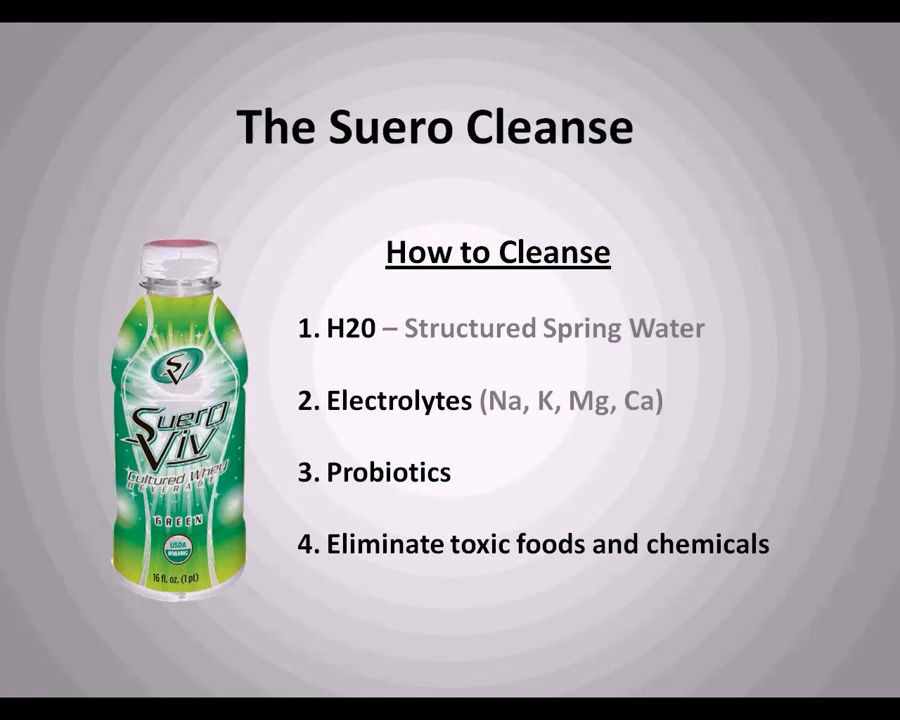 The Suero Cleanse
How to Cleanse
1. H20 – Structured Spring Water
2. Electrolytes (Na, K, Mg, Ca)
3. Probiotics
4. Eliminate toxic foods and chemicals
SV
Suero
Viv
Cultured Whey
BEVERAGE
GREEN
USDA
ORGANIC
16 fl. oz. (1 pt)